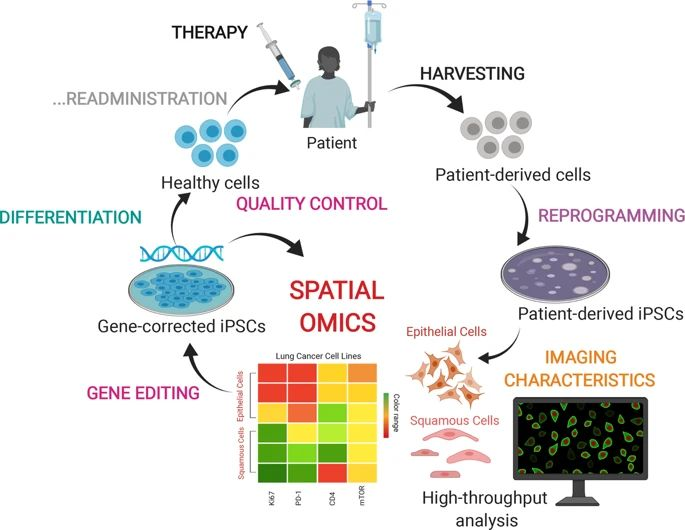 THERAPY
HARVESTING
...READMINISTRATION
Patient
Healthy cells
Patient-derived cells
DIFFERENTIATION
QUALITY CONTROL
REPROGRAMMING
SPATIAL
OMICS
Gene-corrected iPSCs
Patient-derived iPSCs
Epithelial Cells
IMAGING
CHARACTERISTICS
GENE EDITING
Lung Cancer Cell Lines
Epithelial Cells
Squamous Cells
Color range
Ki67
PD-1
CD4
mTOR
Squamous Cells
High-throughput
analysis